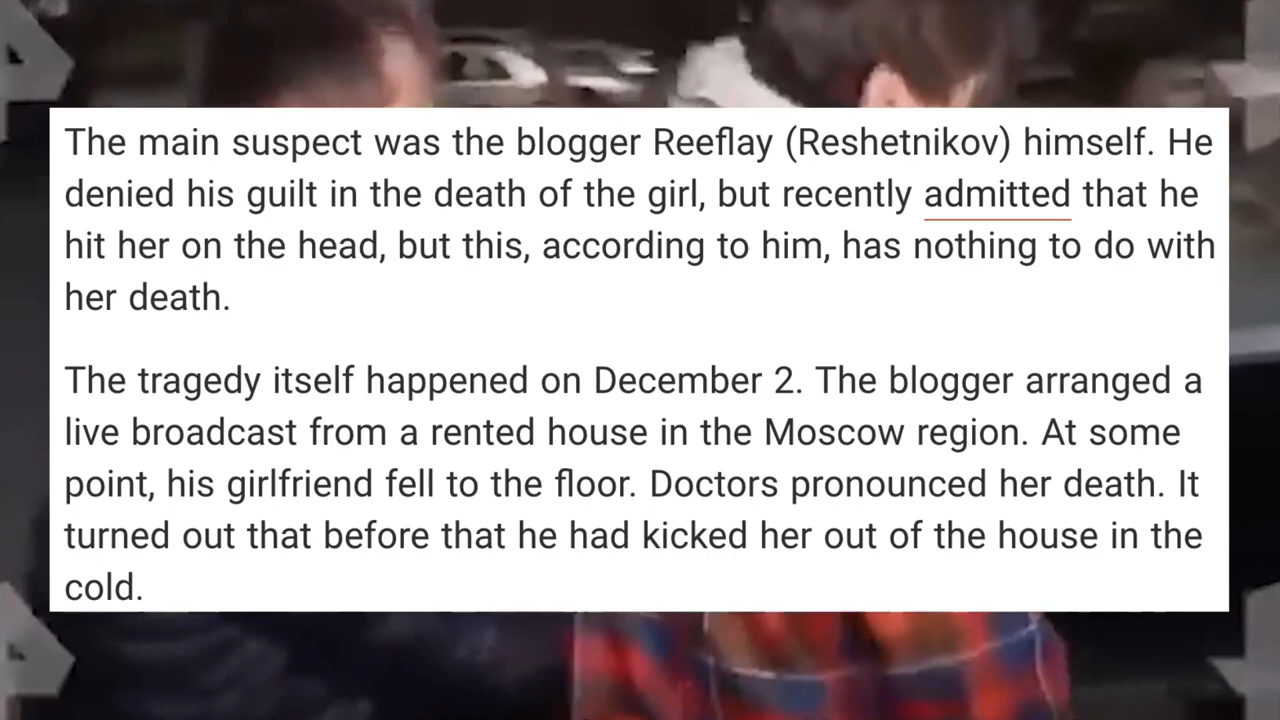 The main suspect was the blogger Reeflay (Reshetnikov) himself. He
denied his guilt in the death of the girl, but recently admitted that he
hit her on the head, but this, according to him, has nothing to do with
her death.
The tragedy itself happened on December 2. The blogger arranged a
live broadcast from a rented house in the Moscow region. At some
point, his girlfriend fell to the floor. Doctors pronounced her death. It
turned out that before that he had kicked her out of the house in the
cold.